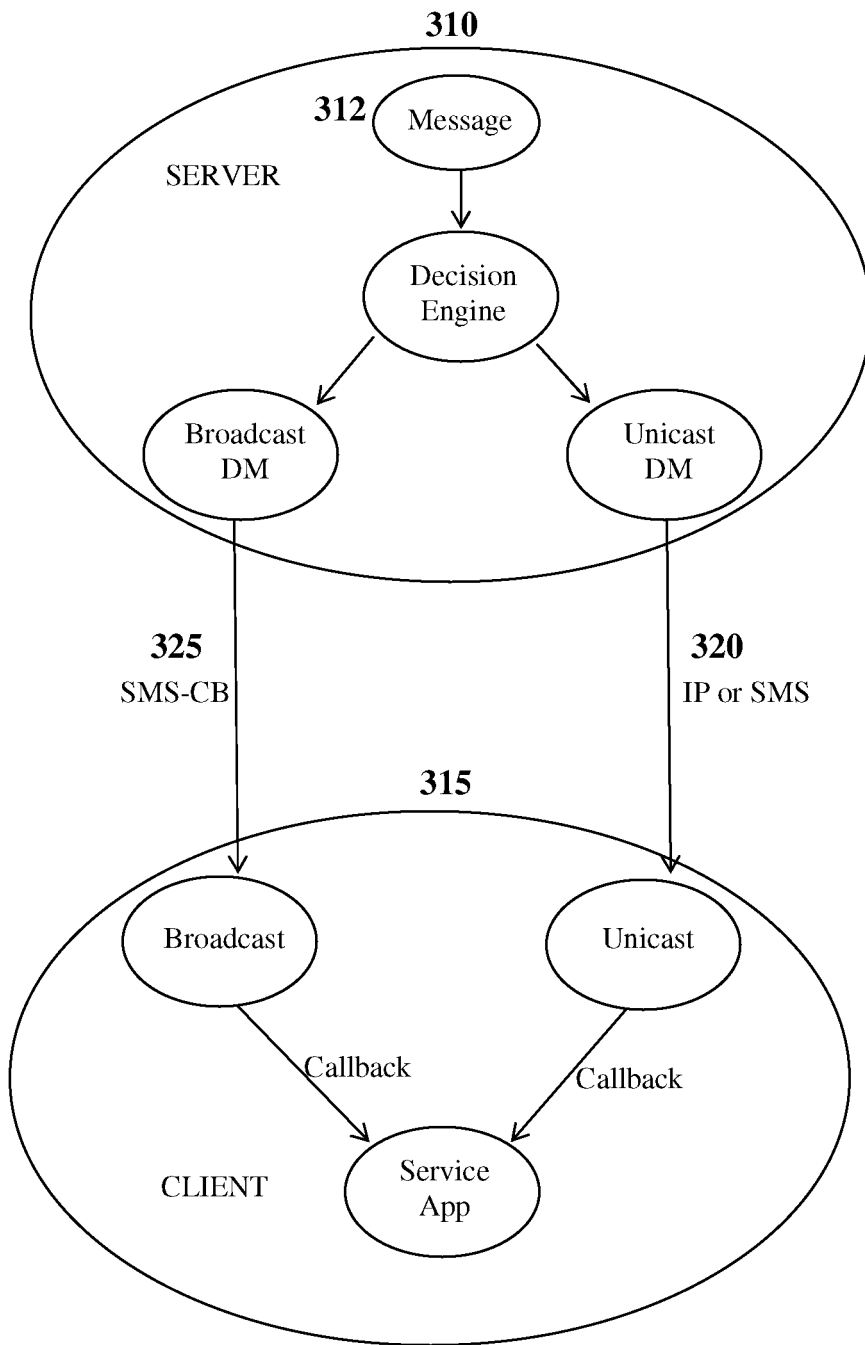 310
312
Message
SERVER
Decision
Engine
Broadcast
DM
Unicast
DM
325
SMS-CB
320
IP or SMS
315
Broadcast
Unicast
Callback
Callback
CLIENT
Service
App